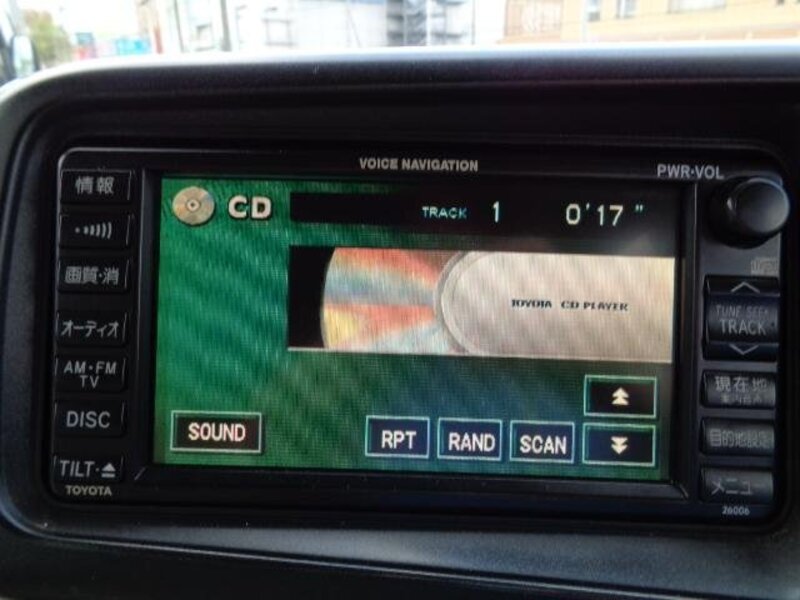 VOICE NAVIGATION
PWR-VOL
情報
画質·消
オーディオ
AM·FM
TV
DISC
TILT·
TOYOTA
CD
TRACK 1 0'17"
TOYOTA CD PLAYER
SOUND
RPT
RAND
SCAN
TUNE·SEEK
TRACK
現在地
目的地設定
メニュー
26006